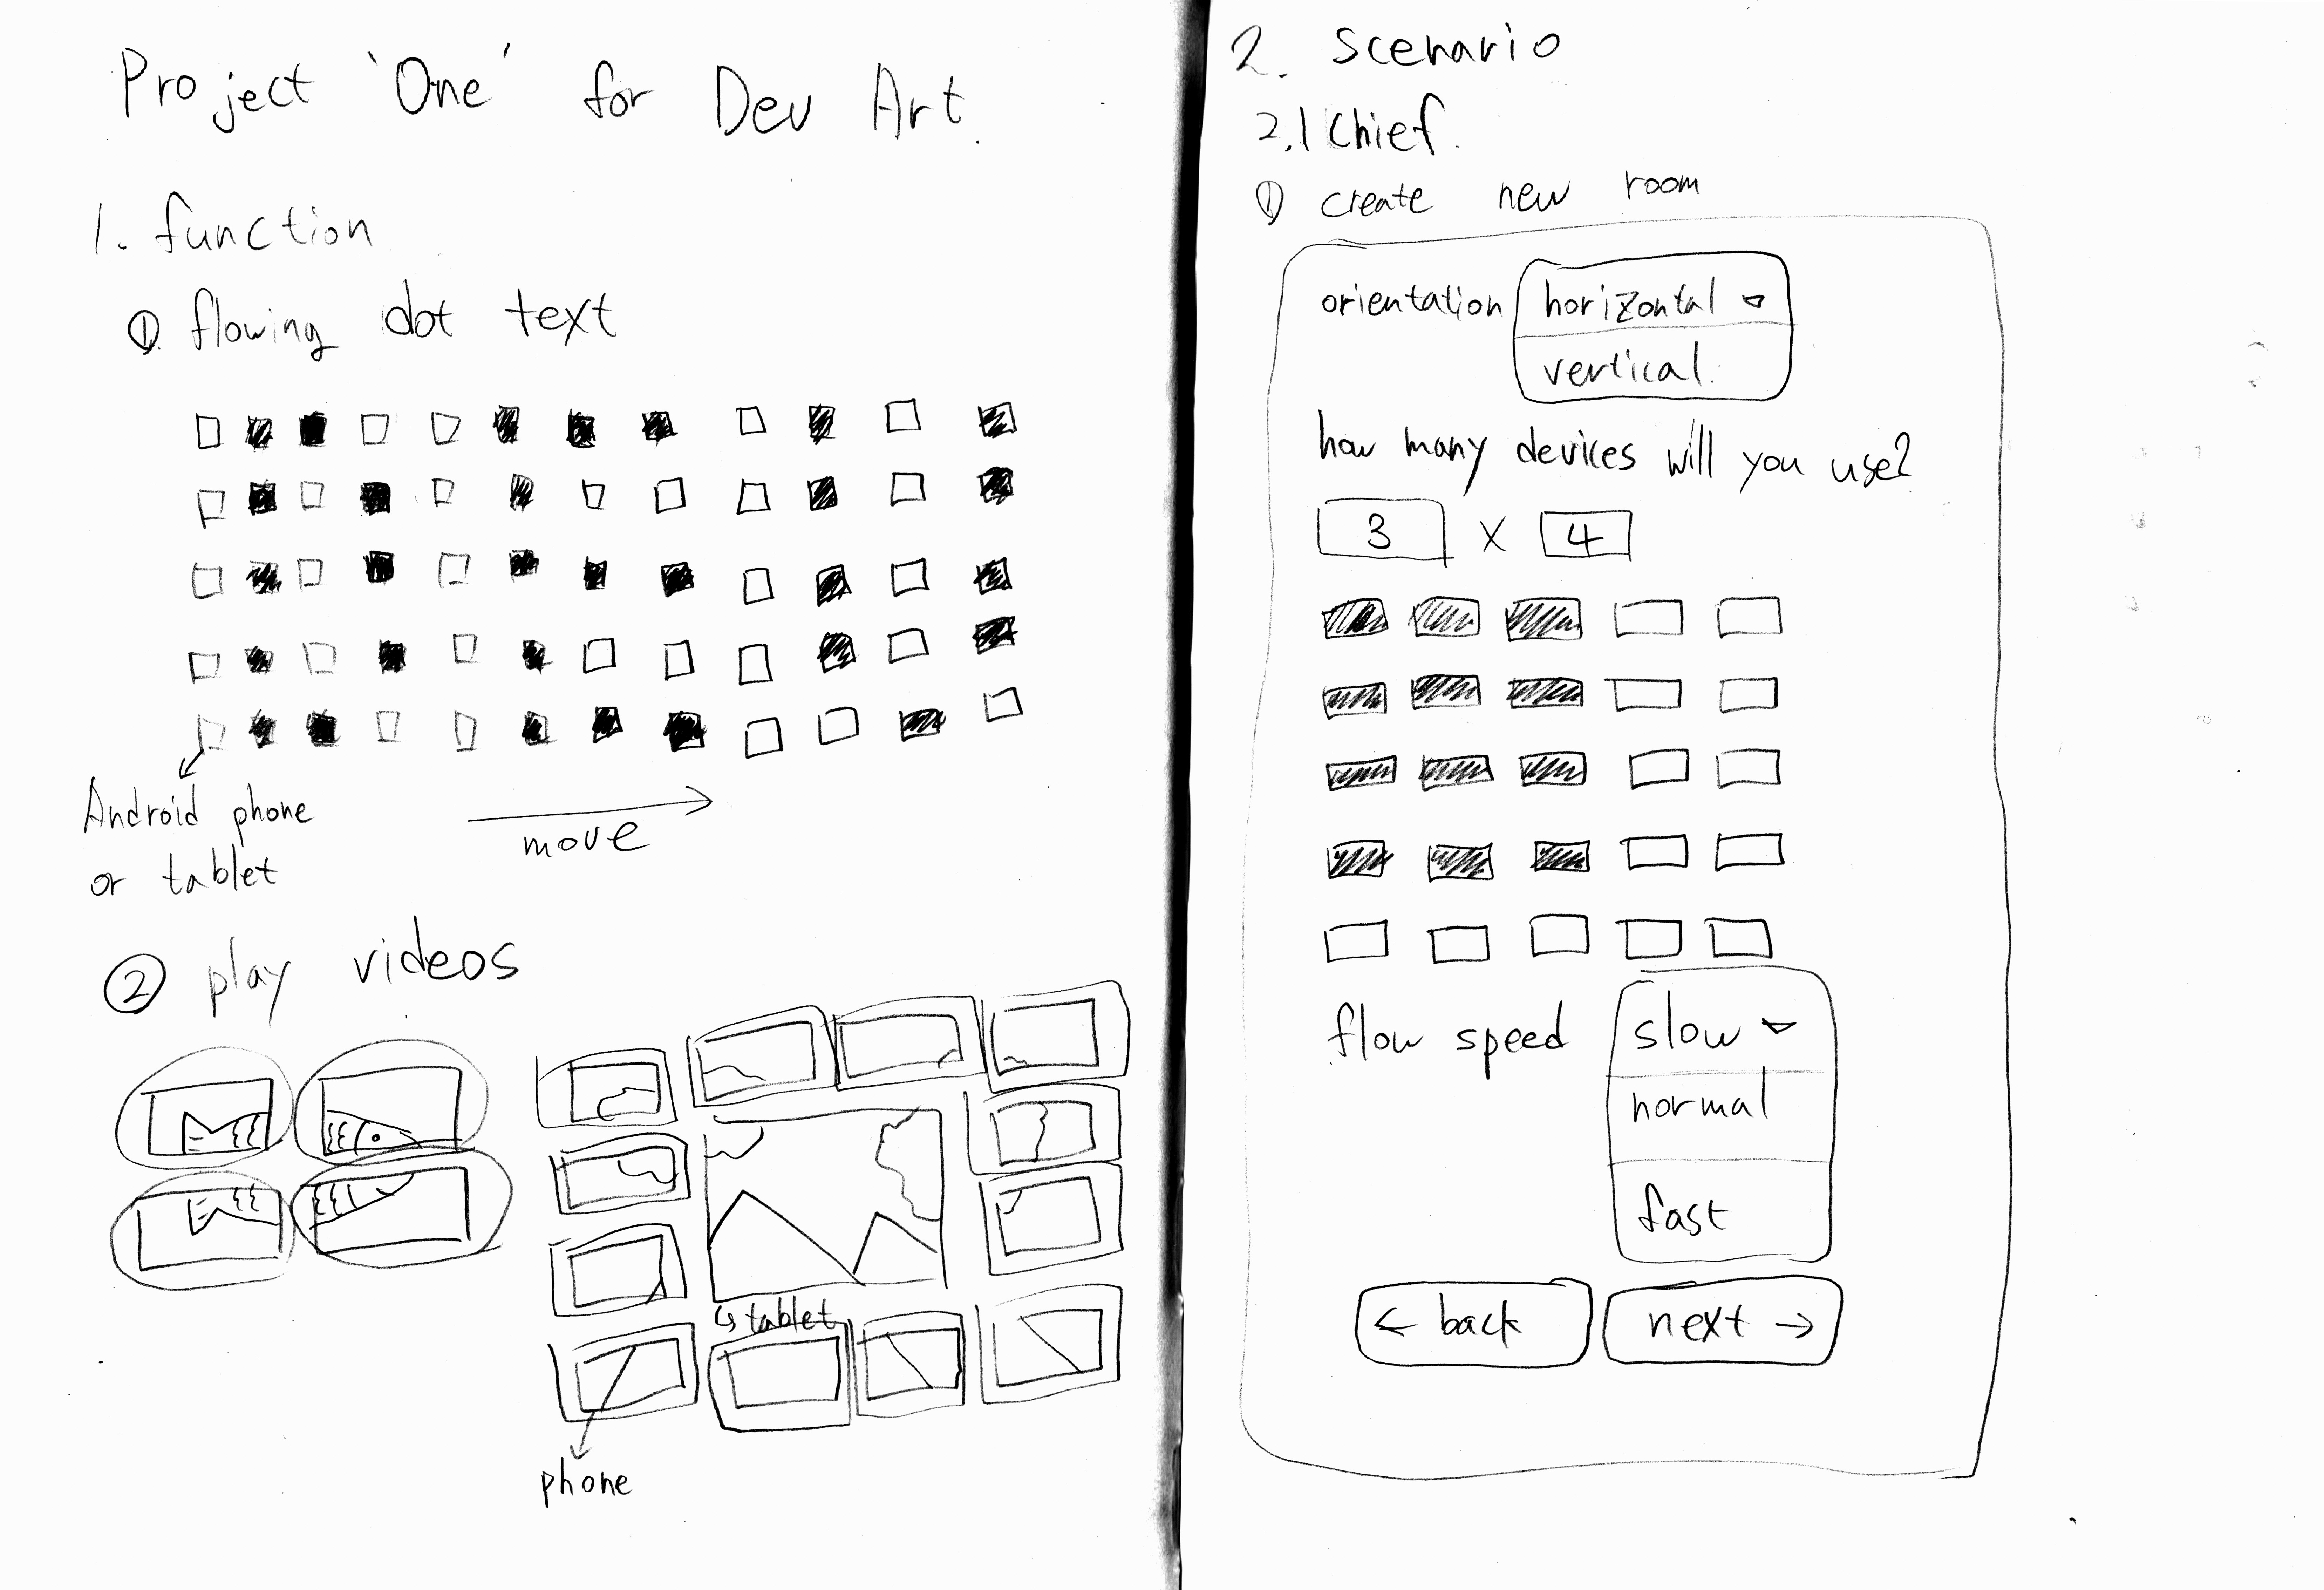 Project 'One' for Dev Art.
1. function
① flowing dot text
Android phone
or tablet
move
② play videos
↳ tablet
phone
2. Scenario
2.1 Chief.
① create new room
orientation horizontal
vertical.
how many devices will you use?
3 x 4
flow speed slow
normal
fast
← back next →